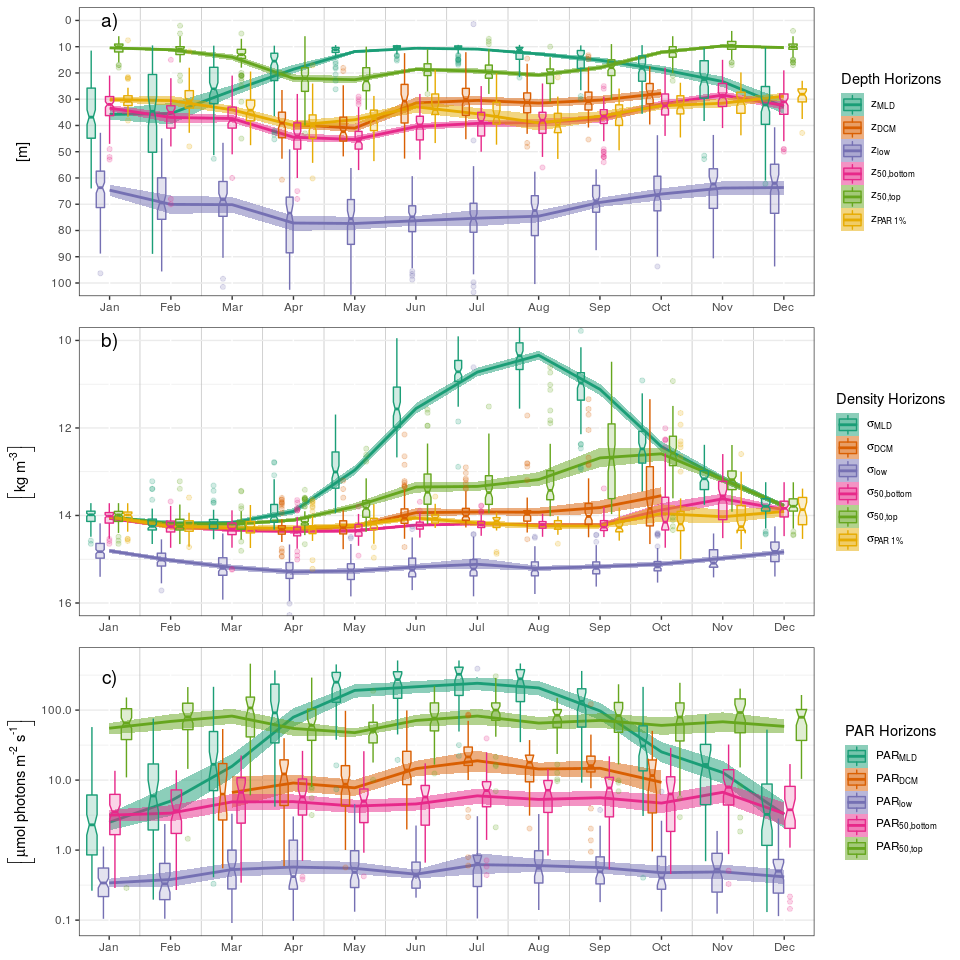 a)
0
10
20
30
40
50
60
70
80
90
100
[m]
Jan Feb Mar Apr May Jun Jul Aug Sep Oct Nov Dec
Depth Horizons
zMLD
zDCM
zlow
z50,bottom
z50,top
zPAR 1%
b)
10
12
14
16
[kg m-3]
Jan Feb Mar Apr May Jun Jul Aug Sep Oct Nov Dec
Density Horizons
σMLD
σDCM
σlow
σ50,bottom
σ50,top
σPAR 1%
c)
100.0
10.0
1.0
0.1
[µmol photons m-2 s-1]
Jan Feb Mar Apr May Jun Jul Aug Sep Oct Nov Dec
PAR Horizons
PARMLD
PARDCM
PARlow
PAR50,bottom
PAR50,top